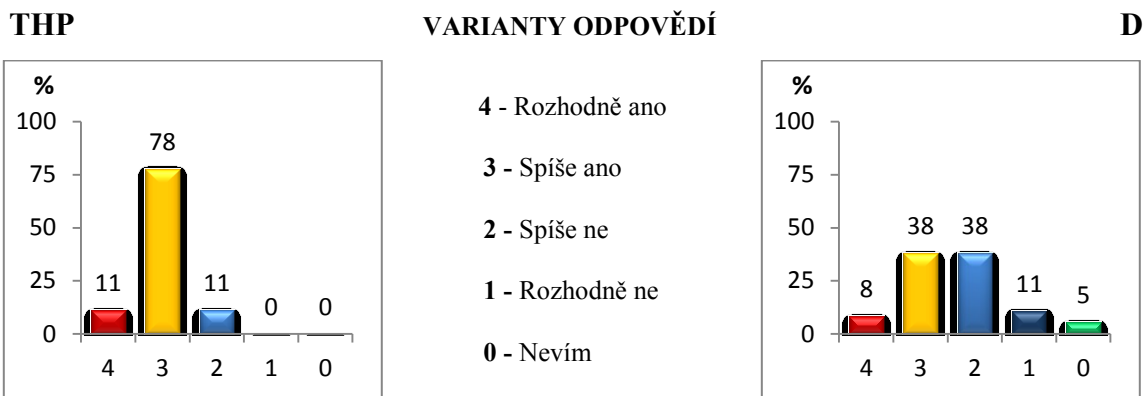 THP VARIANTY ODPOVĚDÍ D
%
100
75
50
25
0
11
78
11
0
0
4 3 2 1 0
4 - Rozhodně ano
3 - Spíše ano
2 - Spíše ne
1 - Rozhodně ne
0 - Nevím
%
100
75
50
25
0
8
38
38
11
5
4 3 2 1 0